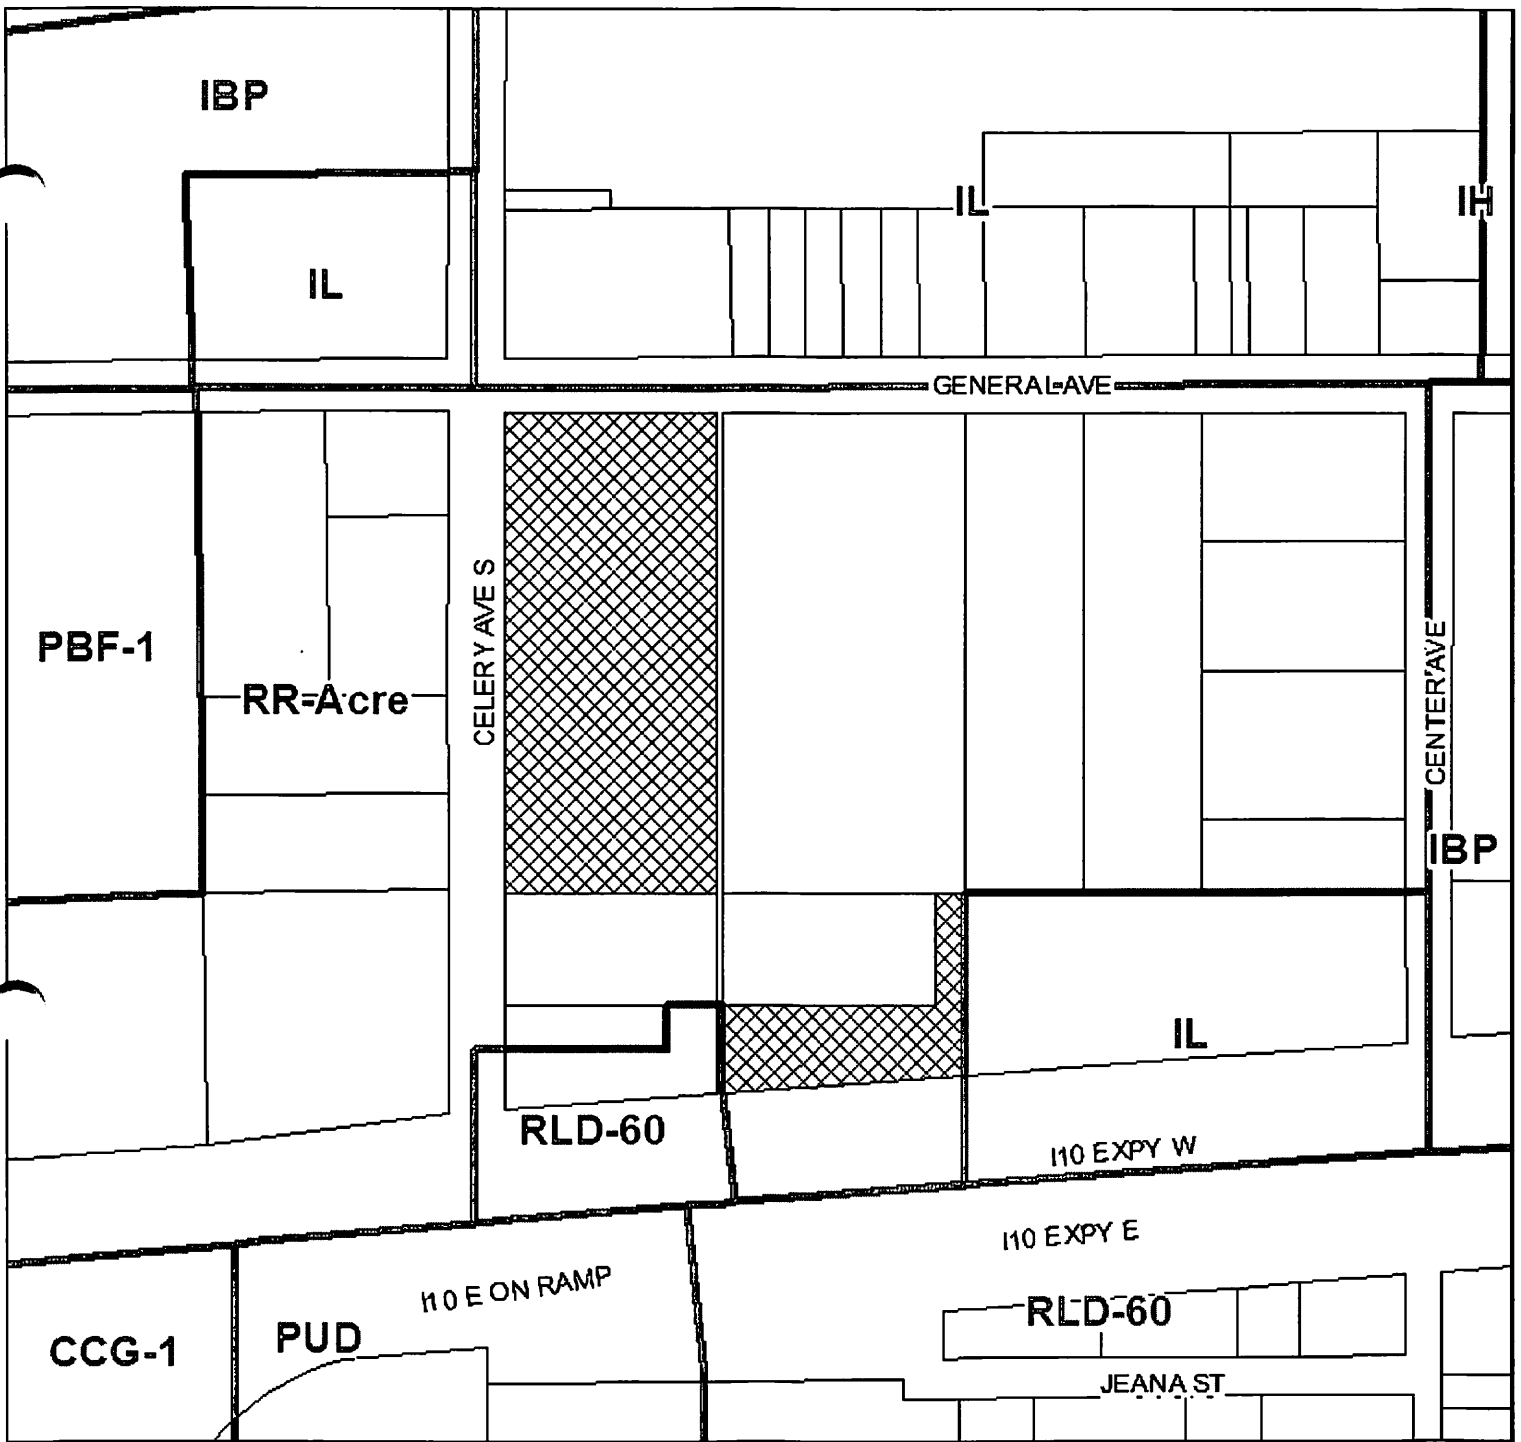 IBP
IL
IH
IL
GENERAL AVE
CELERY AVE S
PBF-1
RR-Acre
CENTER AVE
IBP
IL
RLD-60
I10 EXPY W
I10 EXPY E
I10 E ON RAMP
RLD-60
PUD
CCG-1
JEANA ST